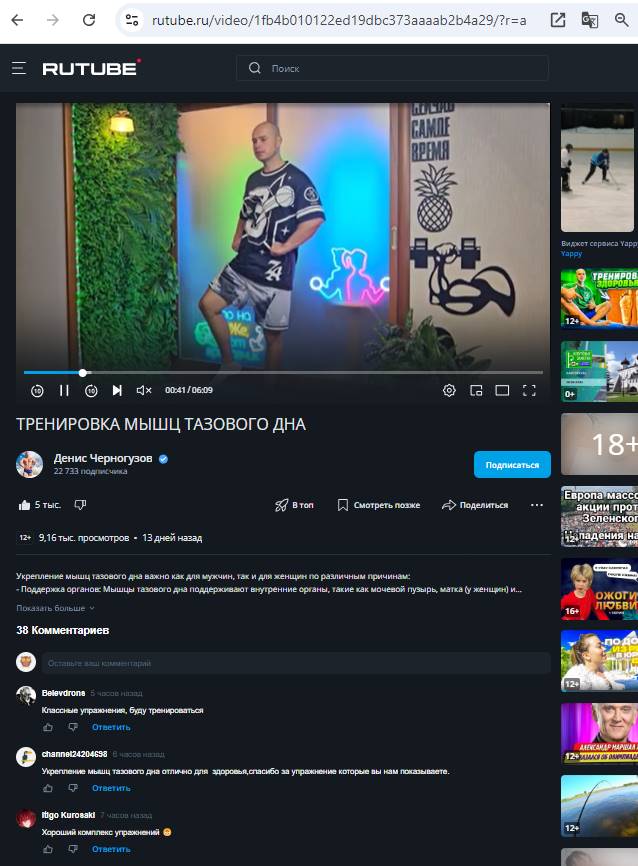 rutube.ru/video/1fb4b010122ed19dbc373aaaab2b4a29/?r=a
RUTUBE
Поиск
СЕЙЧАС
САМОЕ
ВРЕМЯ
00:41 / 06:09
ТРЕНИРОВКА МЫШЦ ТАЗОВОГО ДНА
Денис Черногузов
22 733 подписчика
Подписаться
5 тыс.
В топ
Смотреть позже
Поделиться
12+ 9,16 тыс. просмотров • 13 дней назад
Укрепление мышц тазового дна важно как для мужчин, так и для женщин по различным причинам:
- Поддержка органов: Мышцы тазового дна поддерживают внутренние органы, такие как мочевой пузырь, матка (у женщин) и...
Показать больше
38 Комментариев
Оставьте ваш комментарий
Belevdrons 5 часов назад
Классные упражнения, буду тренироваться
Ответить
channel24204698 6 часов назад
Укрепление мышц тазового дна отлично для здоровья,спасибо за упражнение которые вы нам показываете.
Ответить
Itigo Kurosaki 7 часов назад
Хороший комплекс упражнений
Ответить
Виджет сервиса Yappy
Yappy
ТРЕНИРОВ
ЗДОРОВЫ
12+
0+
18+
Европа массо
акции прот
Зеленског
падения на
12+
ОЖОГИ
ЛЮБВИ
16+
12+
АЛЕКСАНДР МАРШАЛ
12+
12+